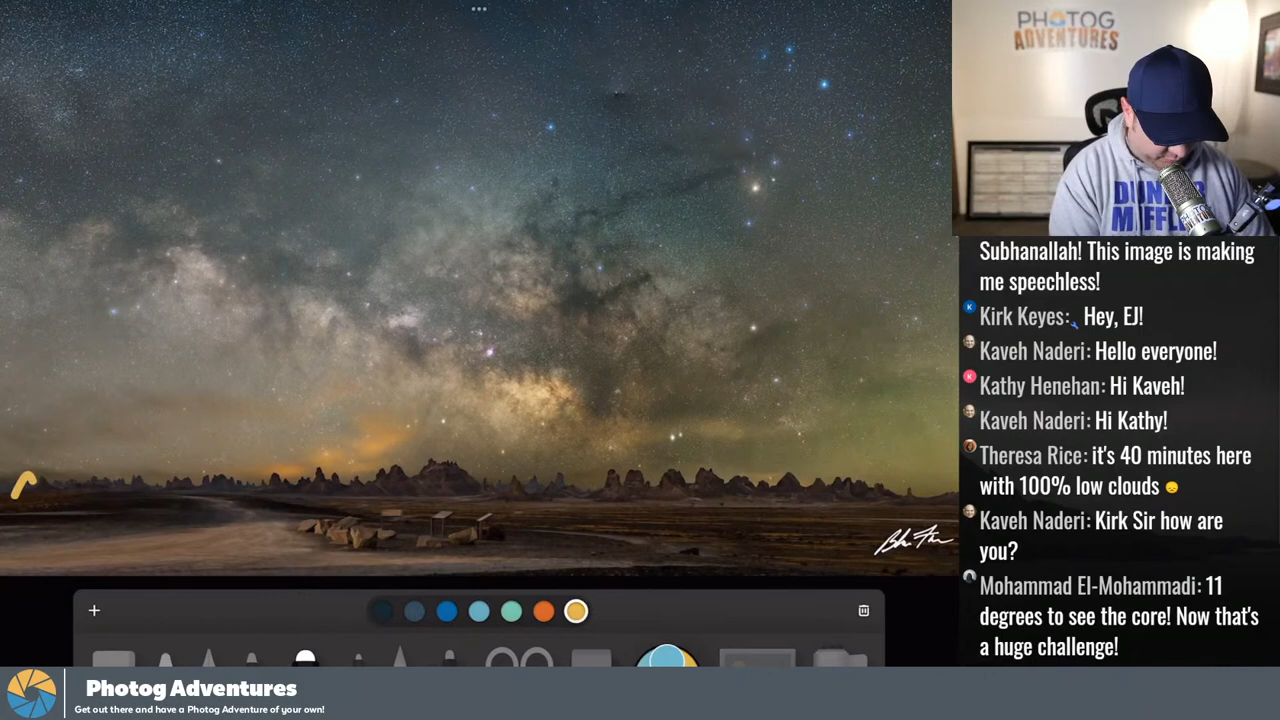 PHOTOG
ADVENTURES
Subhanallah! This image is making
me speechless!
K
Kirk Keyes: Hey, EJ!
Kaveh Naderi: Hello everyone!
K
Kathy Henehan: Hi Kaveh!
Kaveh Naderi: Hi Kathy!
Theresa Rice: it's 40 minutes here
with 100% low clouds 😞
Kaveh Naderi: Kirk Sir how are
you?
Mohammad El-Mohammadi: 11
degrees to see the core! Now that's
a huge challenge!
Photog Adventures
Get out there and have a Photog Adventure of your own!